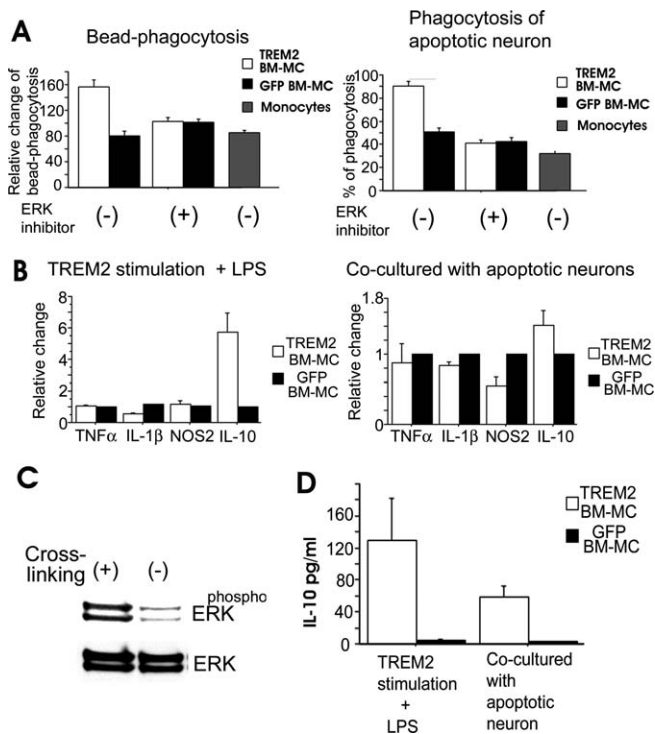 A
Bead-phagocytosis
Relative change of
bead-phagocytosis
160
120
80
40
0
TREM2
BM-MC
GFP BM-MC
Monocytes
ERK
inhibitor
(-)
(+)
(-)
Phagocytosis of
apoptotic neuron
% of phagocytosis
100
80
60
40
20
0
TREM2
BM-MC
GFP BM-MC
Monocytes
ERK
inhibitor
(-)
(+)
(-)
B
TREM2 stimulation + LPS
Relative change
8
6
4
2
0
TNFα IL-1β NOS2 IL-10
TREM2
BM-MC
GFP
BM-MC
Co-cultured with apoptotic neurons
Relative change
1.8
1
0
TNFα IL-1β NOS2 IL-10
TREM2
BM-MC
GFP
BM-MC
C
Cross-
linking
(+)
(-)
phospho
ERK
ERK
D
IL-10 pg/ml
160
120
80
40
0
TREM2
BM-MC
GFP
BM-MC
TREM2
stimulation
+
LPS
Co-cultured
with
apoptotic
neuron